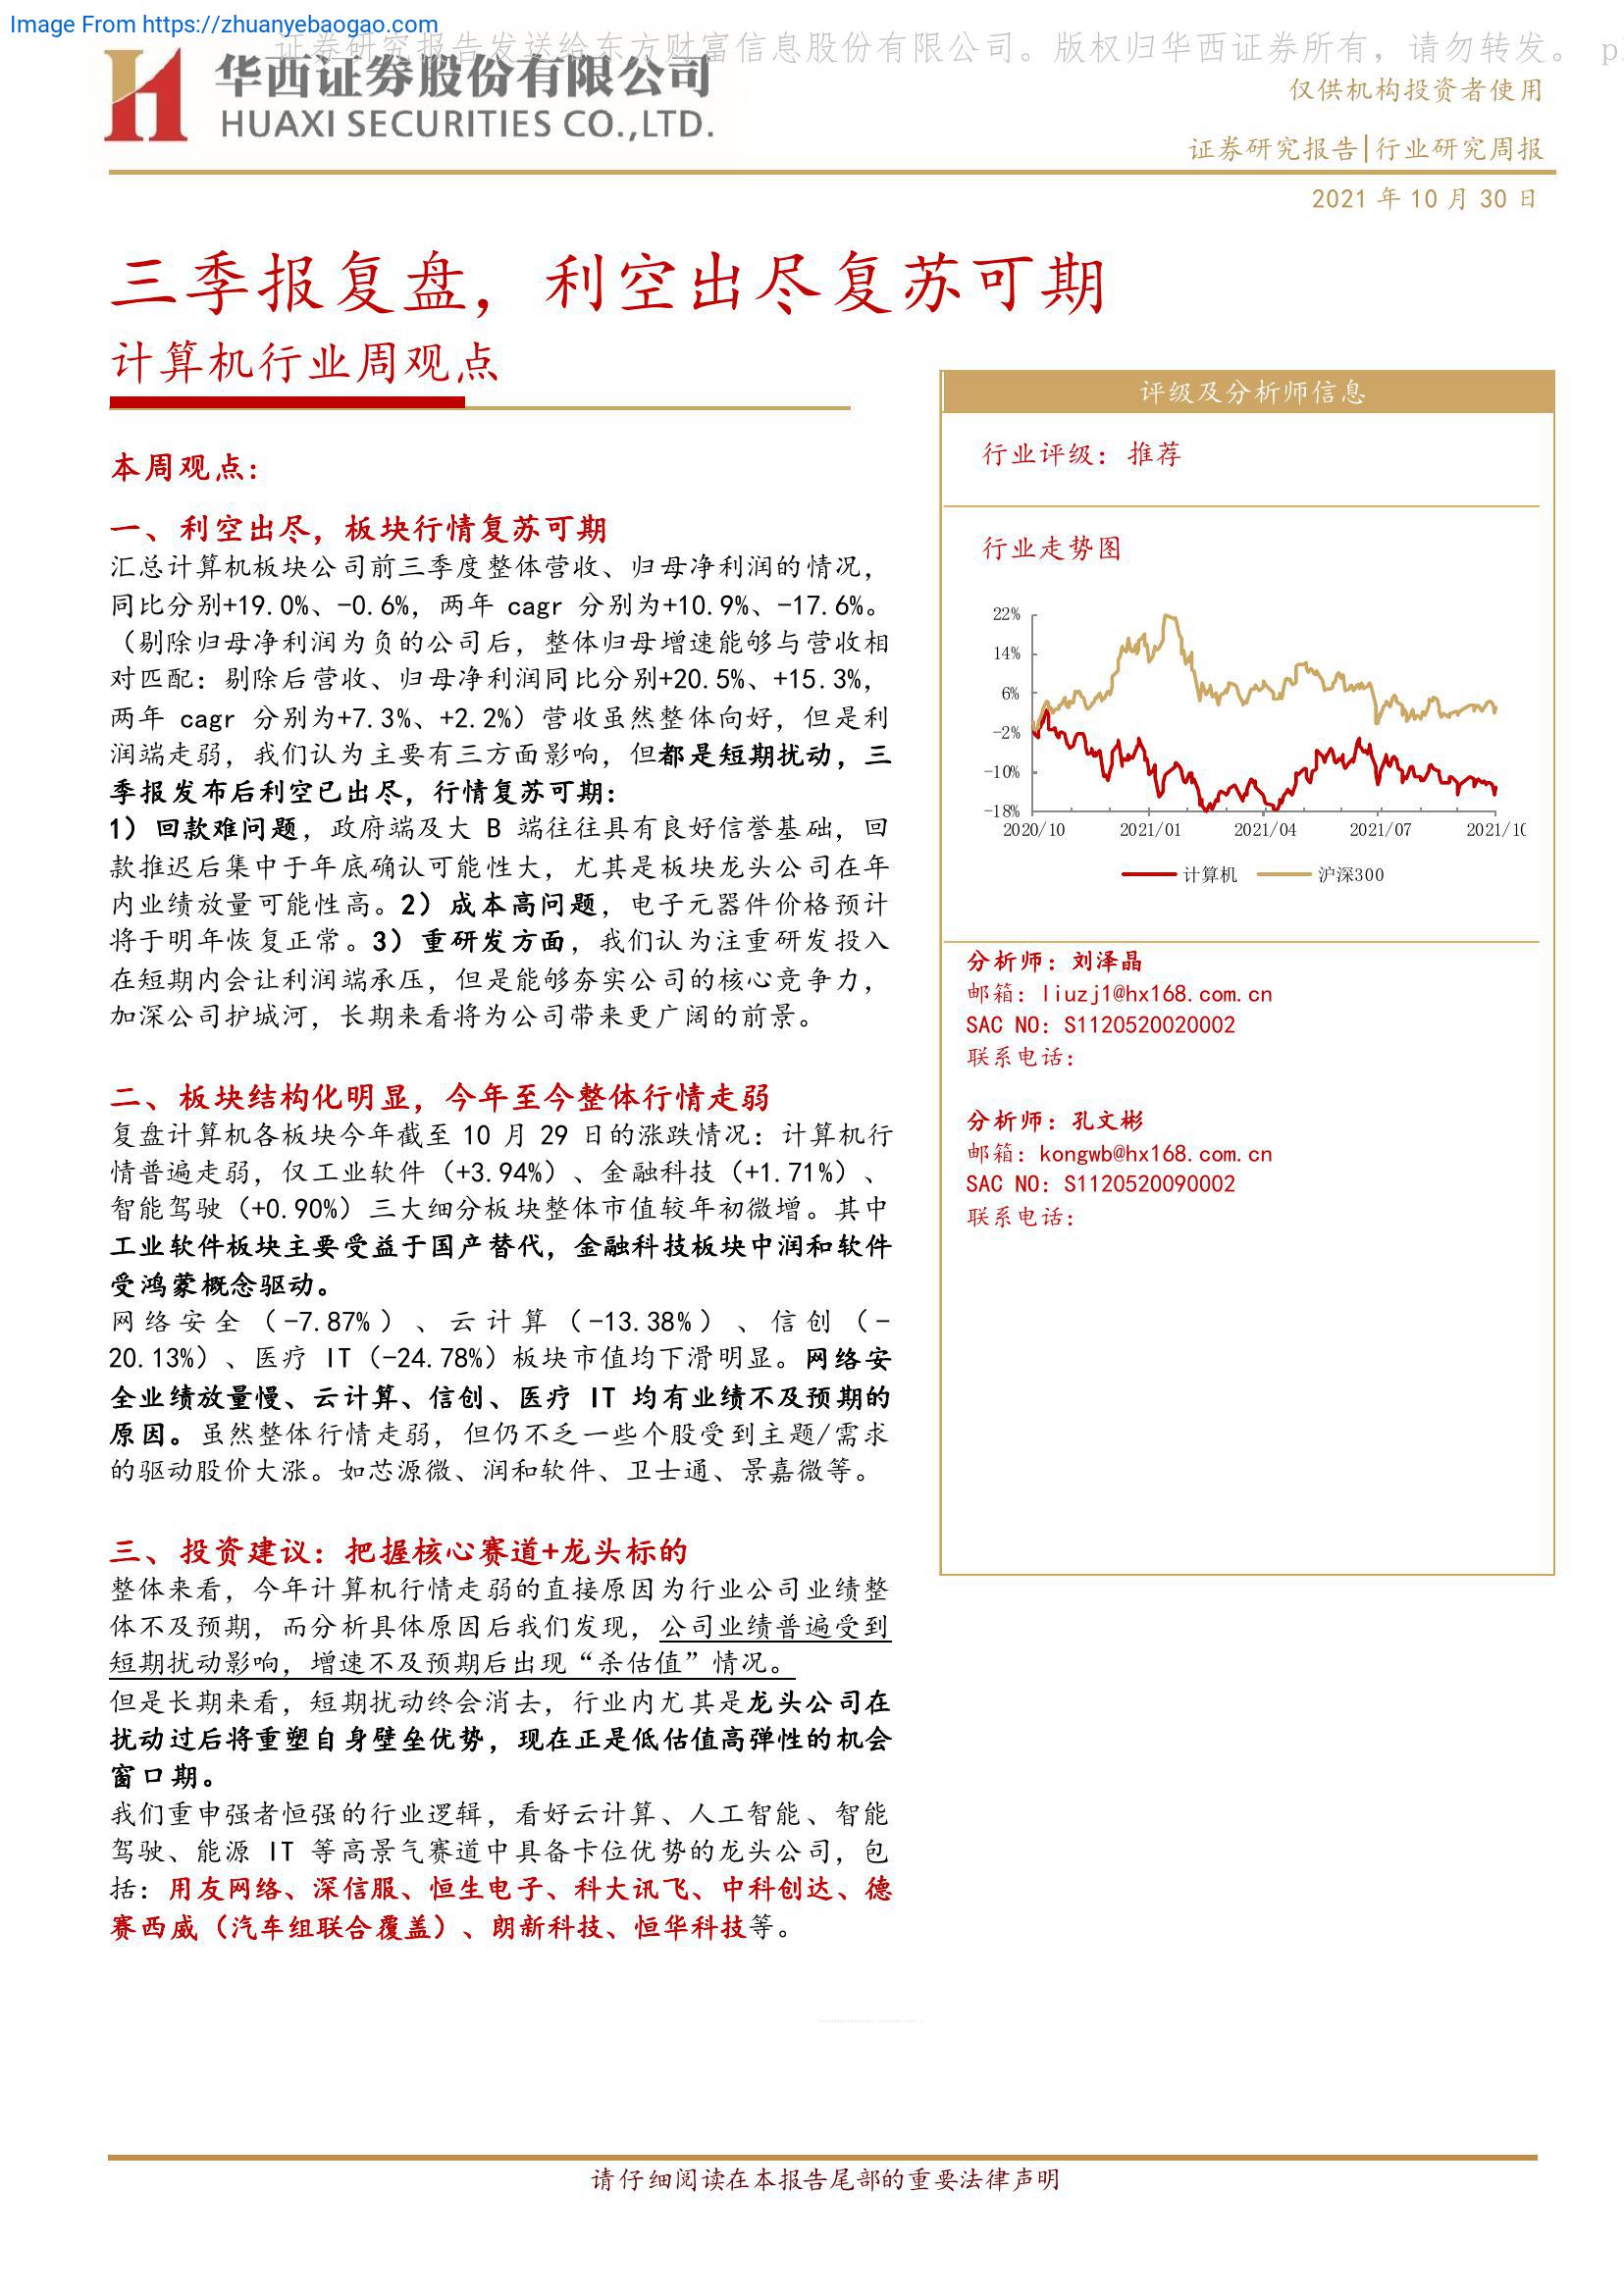 Image From https://zhuanyebaogao.com
证券研究报告发送给东方财富信息股份有限公司。版权归华西证券所有，请勿转发。 p
华西证券股份有限公司
HUAXI SECURITIES CO.,LTD.
仅供机构投资者使用
证券研究报告|行业研究周报
2021 年 10 月 30 日
三季报复盘，利空出尽复苏可期
计算机行业周观点
本周观点：
一、利空出尽，板块行情复苏可期
汇总计算机板块公司前三季度整体营收、归母净利润的情况，
同比分别+19.0%、-0.6%，两年 cagr 分别为+10.9%、-17.6%。
（剔除归母净利润为负的公司后，整体归母增速能够与营收相
对匹配：剔除后营收、归母净利润同比分别+20.5%、+15.3%，
两年 cagr 分别为+7.3%、+2.2%）营收虽然整体向好，但是利
润端走弱，我们认为主要有三方面影响，但都是短期扰动，三
季报发布后利空已出尽，行情复苏可期：
1）回款难问题，政府端及大 B 端往往具有良好信誉基础，回
款推迟后集中于年底确认可能性大，尤其是板块龙头公司在年
内业绩放量可能性高。2）成本高问题，电子元器件价格预计
将于明年恢复正常。3）重研发方面，我们认为注重研发投入
在短期内会让利润端承压，但是能够夯实公司的核心竞争力，
加深公司护城河，长期来看将为公司带来更广阔的前景。
二、板块结构化明显，今年至今整体行情走弱
复盘计算机各板块今年截至 10 月 29 日的涨跌情况：计算机行
情普遍走弱，仅工业软件（+3.94%）、金融科技（+1.71%）、
智能驾驶（+0.90%）三大细分板块整体市值较年初微增。其中
工业软件板块主要受益于国产替代，金融科技板块中润和软件
受鸿蒙概念驱动。
网络安全（-7.87%）、云计算（-13.38%）、信创（-
20.13%）、医疗 IT（-24.78%）板块市值均下滑明显。网络安
全业绩放量慢、云计算、信创、医疗 IT 均有业绩不及预期的
原因。虽然整体行情走弱，但仍不乏一些个股受到主题/需求
的驱动股价大涨。如芯源微、润和软件、卫士通、景嘉微等。
三、投资建议：把握核心赛道+龙头标的
整体来看，今年计算机行情走弱的直接原因为行业公司业绩整
体不及预期，而分析具体原因后我们发现，公司业绩普遍受到
短期扰动影响，增速不及预期后出现“杀估值”情况。
但是长期来看，短期扰动终会消去，行业内尤其是龙头公司在
扰动过后将重塑自身壁垒优势，现在正是低估值高弹性的机会
窗口期。
我们重申强者恒强的行业逻辑，看好云计算、人工智能、智能
驾驶、能源 IT 等高景气赛道中具备卡位优势的龙头公司，包
括：用友网络、深信服、恒生电子、科大讯飞、中科创达、德
赛西威（汽车组联合覆盖）、朗新科技、恒华科技等。
评级及分析师信息
行业评级：推荐
行业走势图
22%
14%
6%
-2%
-10%
-18%
2020/10 2021/01 2021/04 2021/07 2021/10
计算机 沪深300
分析师：刘泽晶
邮箱：liuzj1@hx168.com.cn
SAC NO：S1120520020002
联系电话：
分析师：孔文彬
邮箱：kongwb@hx168.com.cn
SAC NO：S1120520090002
联系电话：
请仔细阅读在本报告尾部的重要法律声明